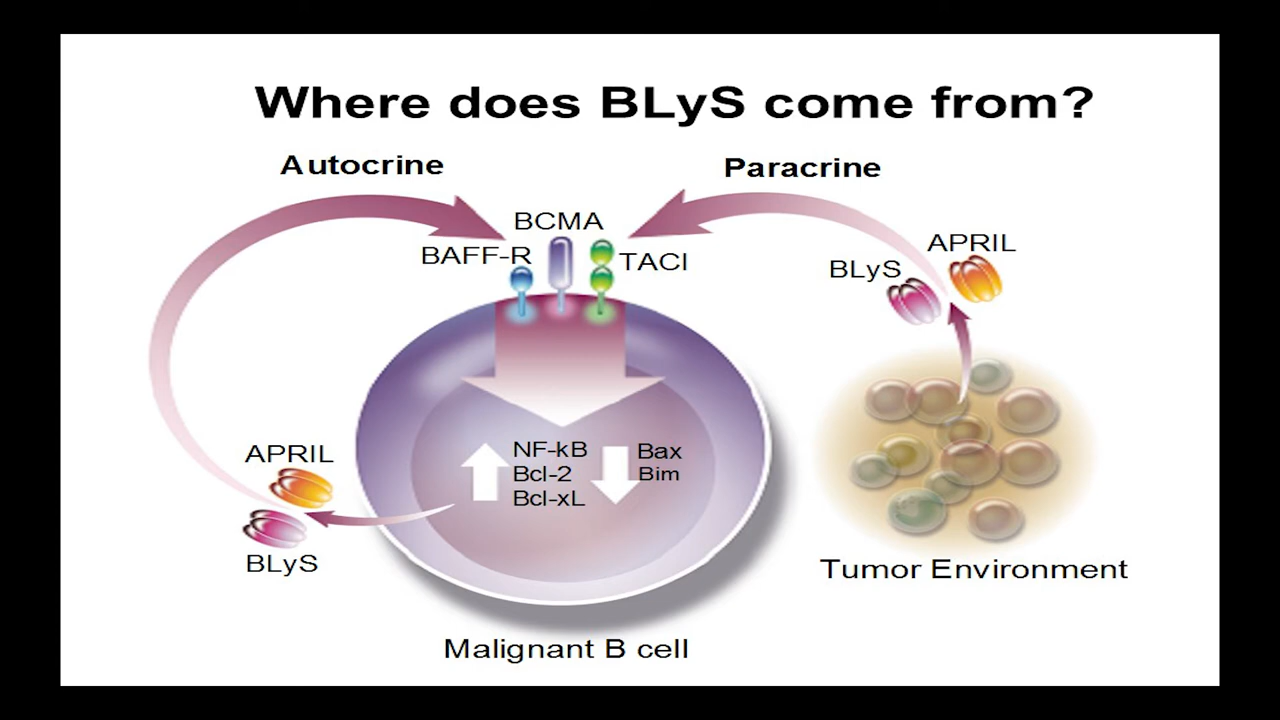 Where does BLyS come from?
Autocrine
Paracrine
BCMA
BAFF-R
TACI
APRIL
BLyS
NF-kB
Bcl-2
Bcl-xL
Bax
Bim
APRIL
BLyS
Tumor Environment
Malignant B cell